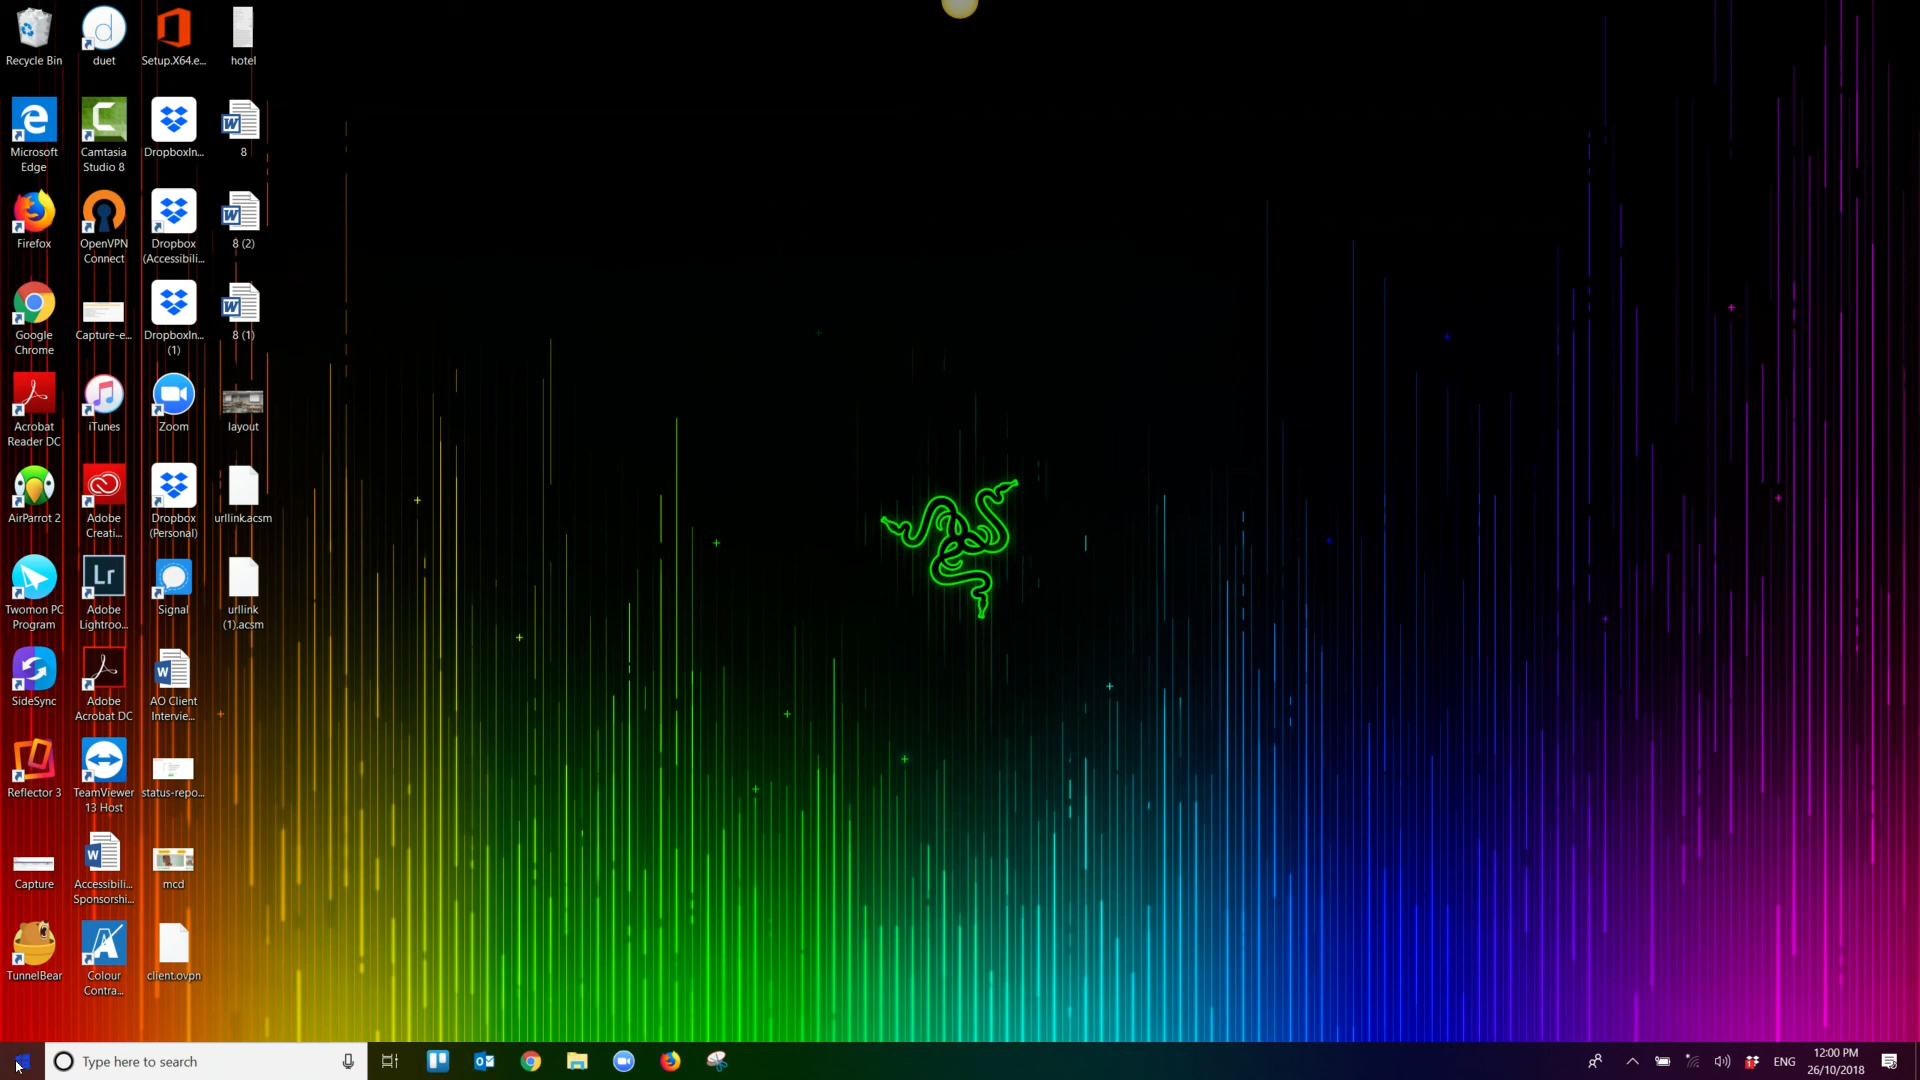 Recycle Bin
duet
Setup.X64.e...
hotel
Microsoft
Edge
Camtasia
Studio 8
DropboxIn...
8
Firefox
OpenVPN
Connect
Dropbox
(Accessibili...
8 (2)
Google
Chrome
Capture-e...
DropboxIn...
(1)
8 (1)
Acrobat
Reader DC
iTunes
Zoom
layout
AirParrot 2
Adobe
Creati...
Dropbox
(Personal)
urllink.acsm
Twomon PC
Program
Lr
Adobe
Lightroo...
Signal
urllink
(1).acsm
SideSync
Adobe
Acrobat DC
AO Client
Intervie...
Reflector 3
TeamViewer
13 Host
status-repo...
Capture
Accessibili...
Sponsorshi...
mcd
TunnelBear
Colour
Contra...
client.ovpn
Type here to search
ENG
12:00 PM
26/10/2018